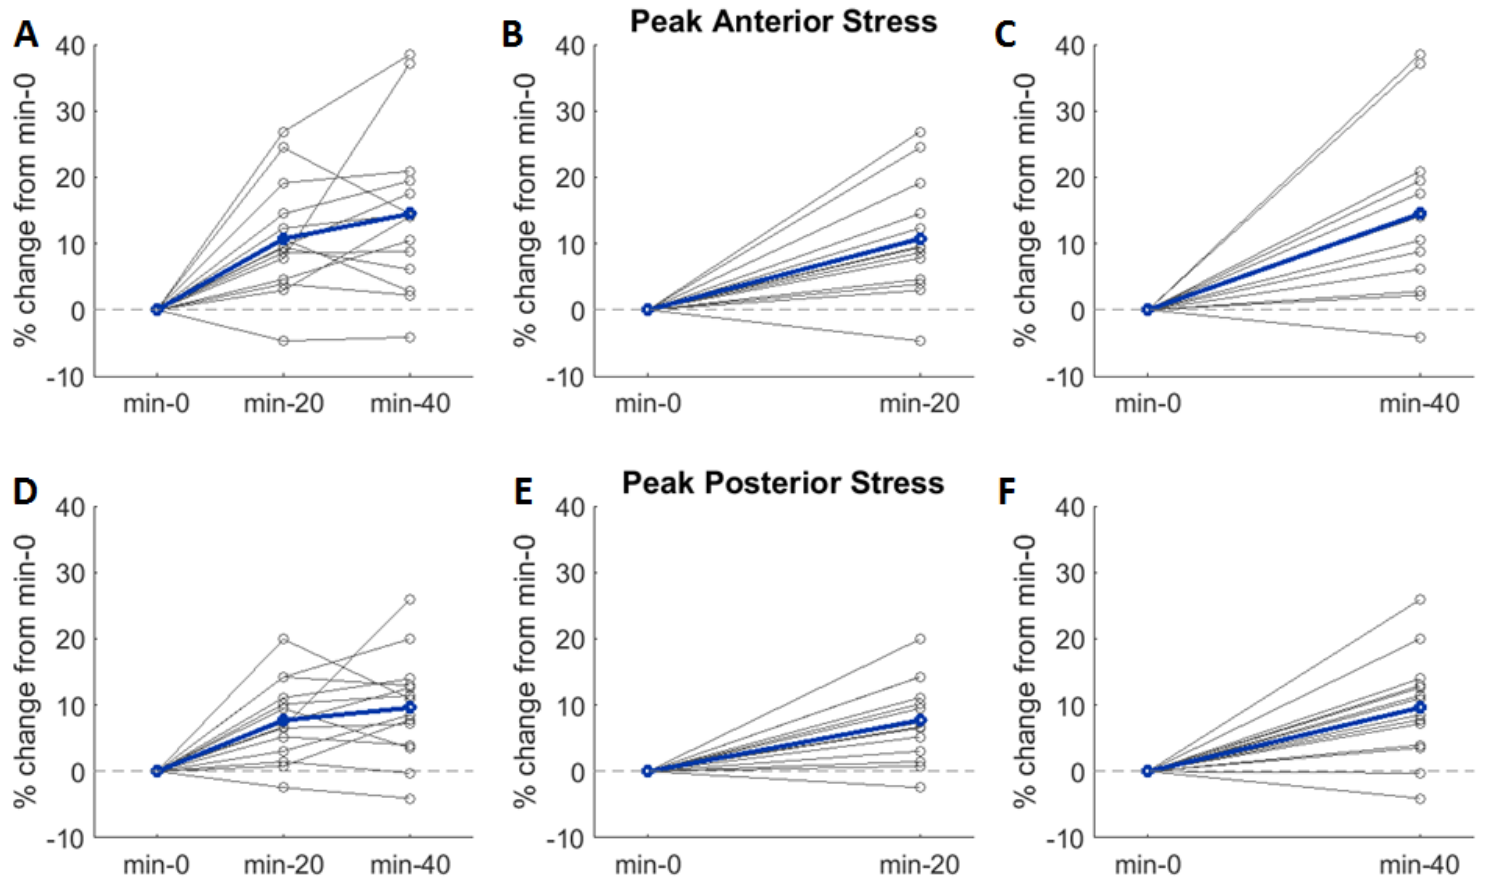 A
B
Peak Anterior Stress
C
% change from min-0
40
30
20
10
0
-10
min-0
min-20
min-40
% change from min-0
40
30
20
10
0
-10
min-0
min-20
% change from min-0
40
30
20
10
0
-10
min-0
min-40
D
E
Peak Posterior Stress
F
% change from min-0
40
30
20
10
0
-10
min-0
min-20
min-40
% change from min-0
40
30
20
10
0
-10
min-0
min-20
% change from min-0
40
30
20
10
0
-10
min-0
min-40